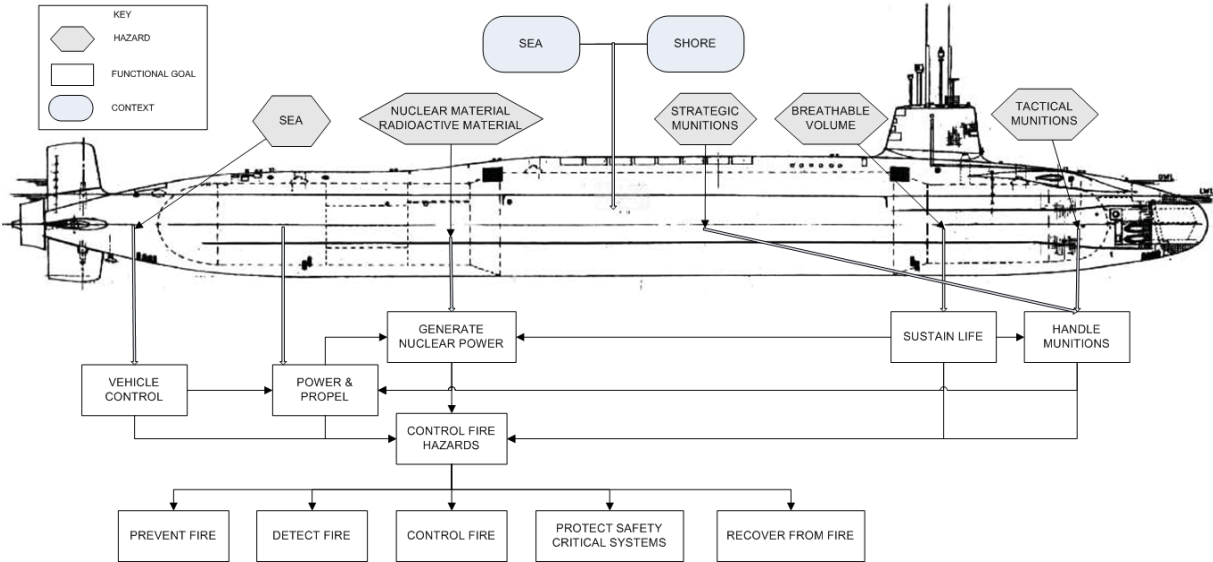 KEY
HAZARD
FUNCTIONAL GOAL
CONTEXT
SEA
SHORE
SEA
NUCLEAR MATERIAL
RADIOACTIVE MATERIAL
STRATEGIC
MUNITIONS
BREATHABLE
VOLUME
TACTICAL
MUNITIONS
DWL
LWL
GENERATE
NUCLEAR POWER
SUSTAIN LIFE
HANDLE
MUNITIONS
VEHICLE
CONTROL
POWER &
PROPEL
CONTROL FIRE
HAZARDS
PREVENT FIRE
DETECT FIRE
CONTROL FIRE
PROTECT SAFETY
CRITICAL SYSTEMS
RECOVER FROM FIRE